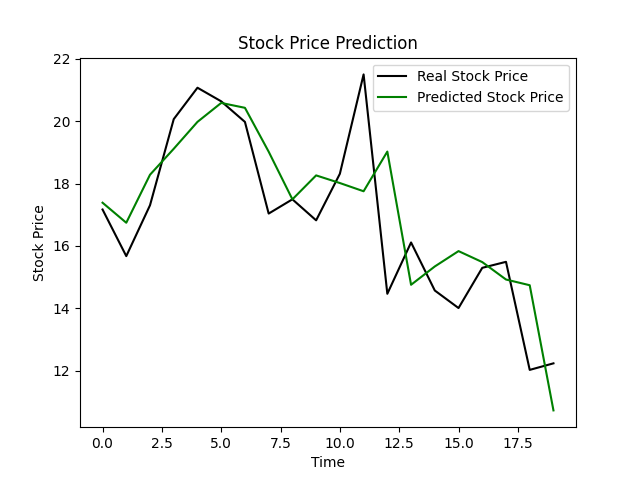 Stock Price Prediction
Real Stock Price
Predicted Stock Price
Stock Price
22
20
18
16
14
12
0.0 2.5 5.0 7.5 10.0 12.5 15.0 17.5
Time